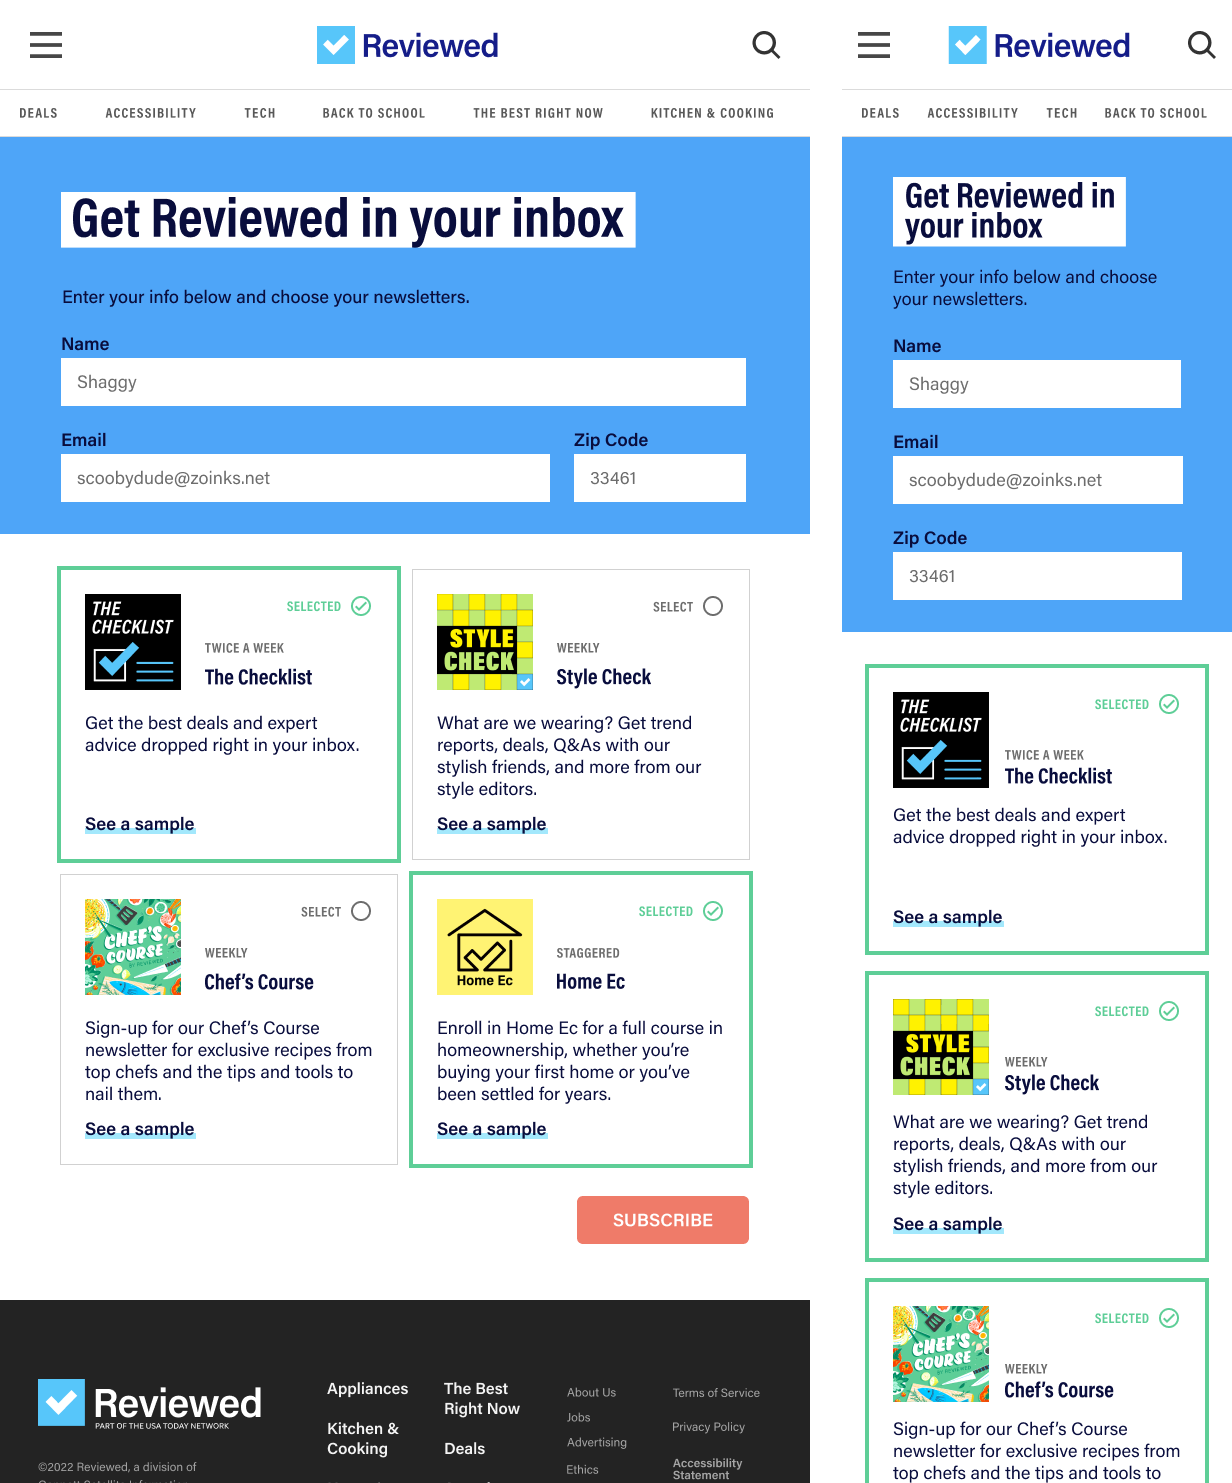 Reviewed
DEALS ACCESSIBILITY TECH BACK TO SCHOOL THE BEST RIGHT NOW KITCHEN & COOKING
Get Reviewed in your inbox
Enter your info below and choose your newsletters.
Name
Shaggy
Email Zip Code
scoobydude@zoinks.net 33461
THE
CHECKLIST
SELECTED
TWICE A WEEK
The Checklist
Get the best deals and expert
advice dropped right in your inbox.
See a sample
STYLE
CHECK
SELECT
WEEKLY
Style Check
What are we wearing? Get trend
reports, deals, Q&As with our
stylish friends, and more from our
style editors.
See a sample
CHEF'S
COURSE
BY REVIEWED
SELECT
WEEKLY
Chef's Course
Sign-up for our Chef's Course
newsletter for exclusive recipes from
top chefs and the tips and tools to
nail them.
See a sample
Home Ec
SELECTED
STAGGERED
Home Ec
Enroll in Home Ec for a full course in
homeownership, whether you're
buying your first home or you've
been settled for years.
See a sample
SUBSCRIBE
Reviewed
PART OF THE USA TODAY NETWORK
©2022 Reviewed, a division of
Appliances
Kitchen &
Cooking
The Best
Right Now
Deals
About Us
Jobs
Advertising
Ethics
Terms of Service
Privacy Policy
Accessibility
Statement
Reviewed
DEALS ACCESSIBILITY TECH BACK TO SCHOOL
Get Reviewed in
your inbox
Enter your info below and choose
your newsletters.
Name
Shaggy
Email
scoobydude@zoinks.net
Zip Code
33461
THE
CHECKLIST
SELECTED
TWICE A WEEK
The Checklist
Get the best deals and expert
advice dropped right in your inbox.
See a sample
STYLE
CHECK
SELECTED
WEEKLY
Style Check
What are we wearing? Get trend
reports, deals, Q&As with our
stylish friends, and more from our
style editors.
See a sample
CHEF'S
COURSE
BY REVIEWED
SELECTED
WEEKLY
Chef's Course
Sign-up for our Chef's Course
newsletter for exclusive recipes from
top chefs and the tips and tools to